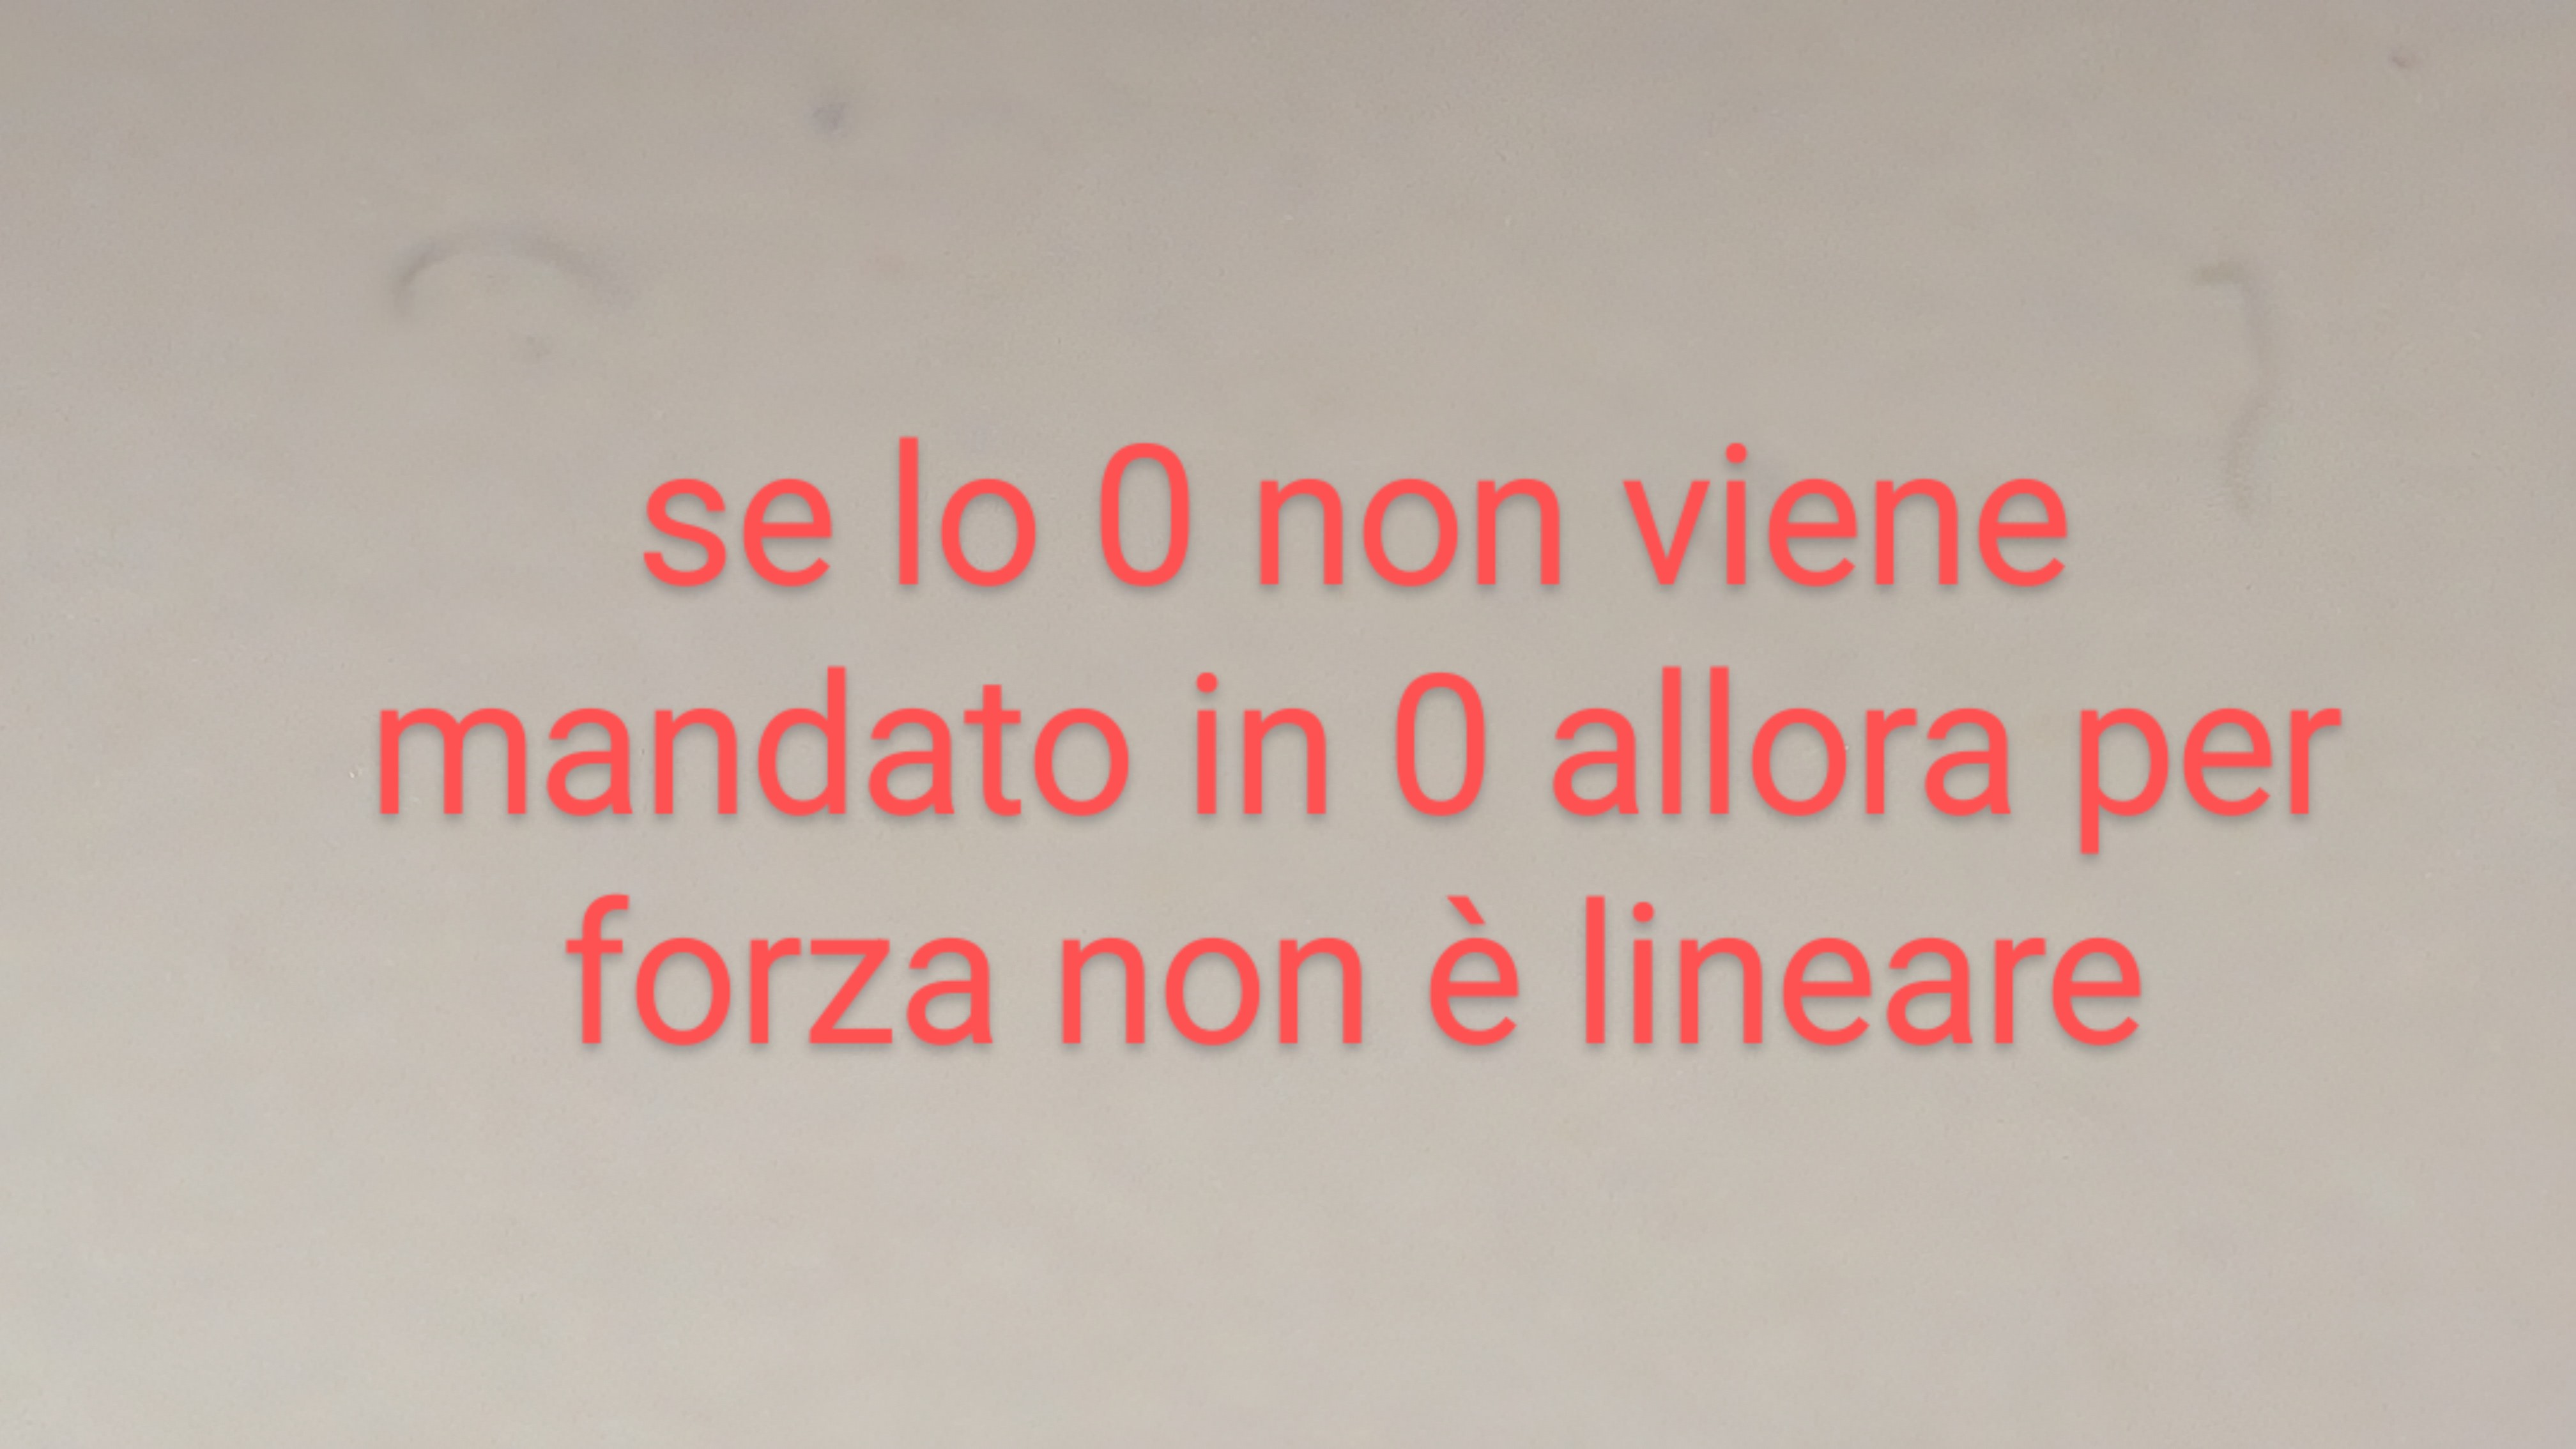 se lo 0 non viene
mandato in 0 allora per
forza non è lineare